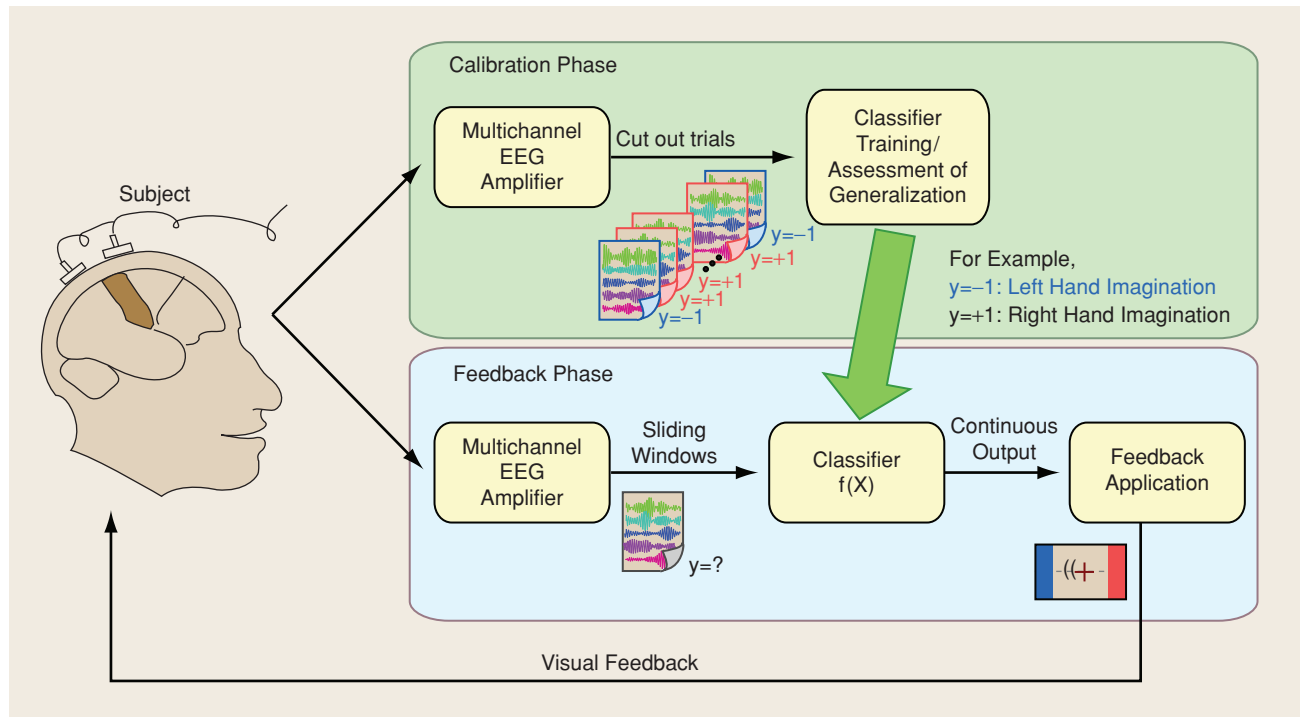 Calibration Phase
Multichannel
EEG
Amplifier
Cut out trials
Classifier
Training/
Assessment of
Generalization
Subject
y=−1
y=+1
y=+1
y=+1
y=−1
For Example,
y=−1: Left Hand Imagination
y=+1: Right Hand Imagination
Feedback Phase
Multichannel
EEG
Amplifier
Sliding
Windows
y=?
Classifier
f(X)
Continuous
Output
Feedback
Application
((+
Visual Feedback